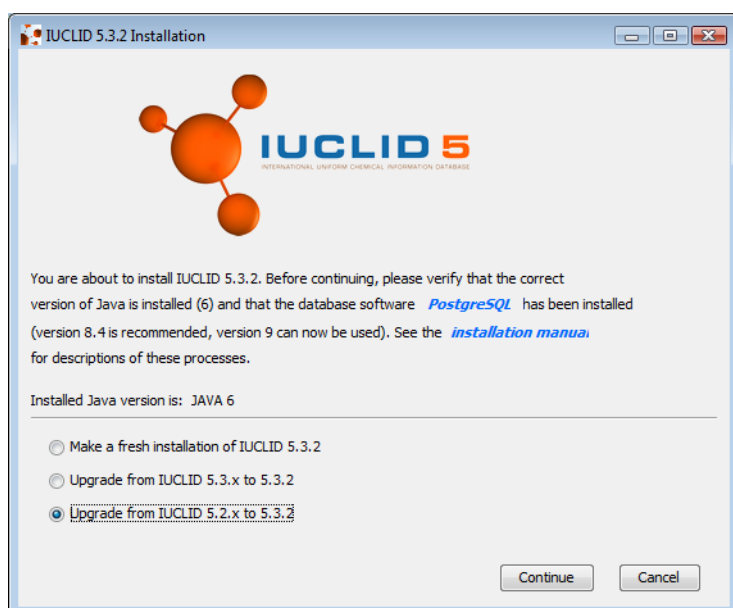 IUCLID 5.3.2 Installation
IUCLID 5
INTERNATIONAL UNIFORM CHEMICAL INFORMATION DATABASE
You are about to install IUCLID 5.3.2. Before continuing, please verify that the correct
version of Java is installed (6) and that the database software PostgreSQL has been installed
(version 8.4 is recommended, version 9 can now be used). See the installation manual
for descriptions of these processes.
Installed Java version is: JAVA 6
Make a fresh installation of IUCLID 5.3.2
Upgrade from IUCLID 5.3.x to 5.3.2
Upgrade from IUCLID 5.2.x to 5.3.2
Continue Cancel